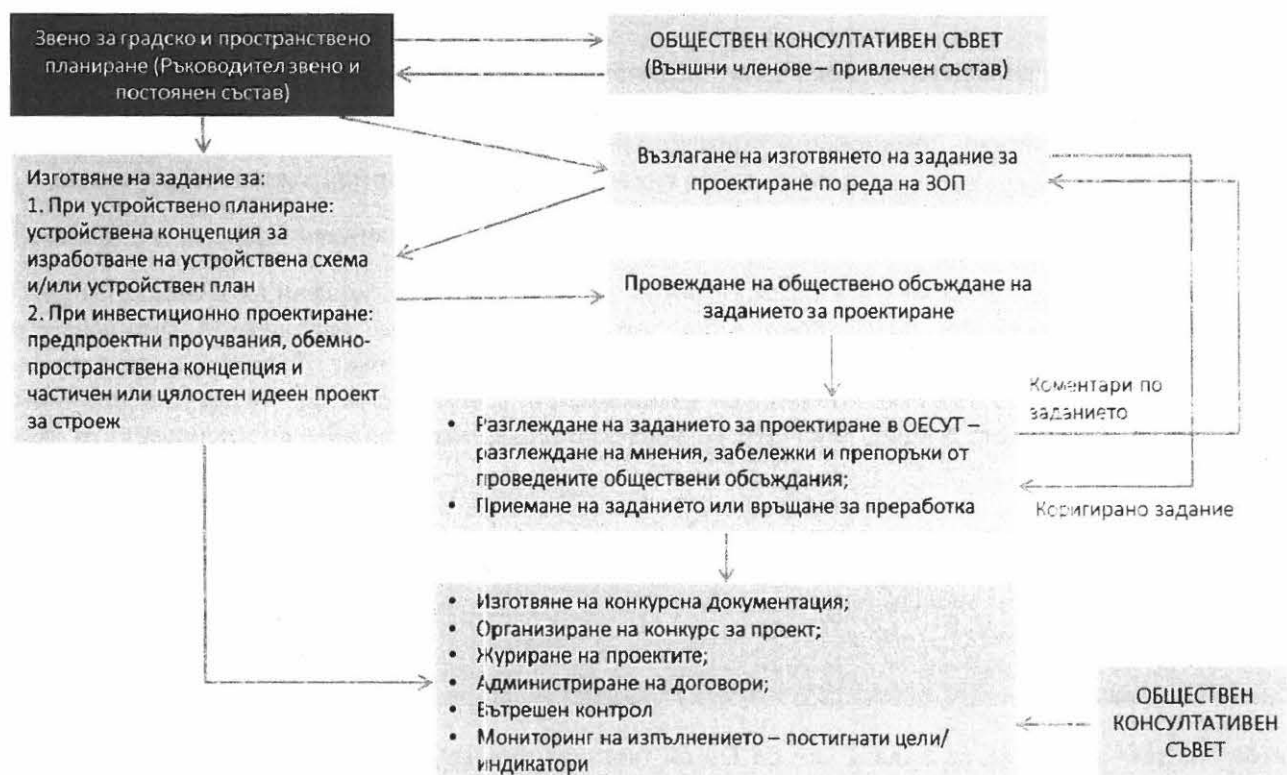 Звено за градско и пространствено
планиране (Ръководител звено и
постоянен състав)
ОБЩЕСТВЕН КОНСУЛТАТИВЕН СЪВЕТ
(Външни членове – привлечен състав)
Възлагане на изготвянето на задание за
проектиране по реда на ЗОП
Изготвяне на задание за:
1. При устройствено планиране:
устройствена концепция за
изработване на устройствена схема
и/или устройствен план
2. При инвестиционно проектиране:
предпроектни проучвания, обемно-
пространствена концепция и
частичен или цялостен идеен проект
за строеж
Провеждане на обществено обсъждане на
заданието за проектиране
Коментари по
заданието
• Разглеждане на заданието за проектиране в ОЕСУТ –
разглеждане на мнения, забележки и препоръки от
проведените обществени обсъждания;
• Приемане на заданието или връщане за преработка
Коригирано задание
• Изготвяне на конкурсна документация;
• Организиране на конкурс за проект;
• Журиране на проектите;
• Администриране на договори;
• Вътрешен контрол
• Мониторинг на изпълнението – постигнати цели/
индикатори
ОБЩЕСТВЕН
КОНСУЛТАТИВЕН
СЪВЕТ